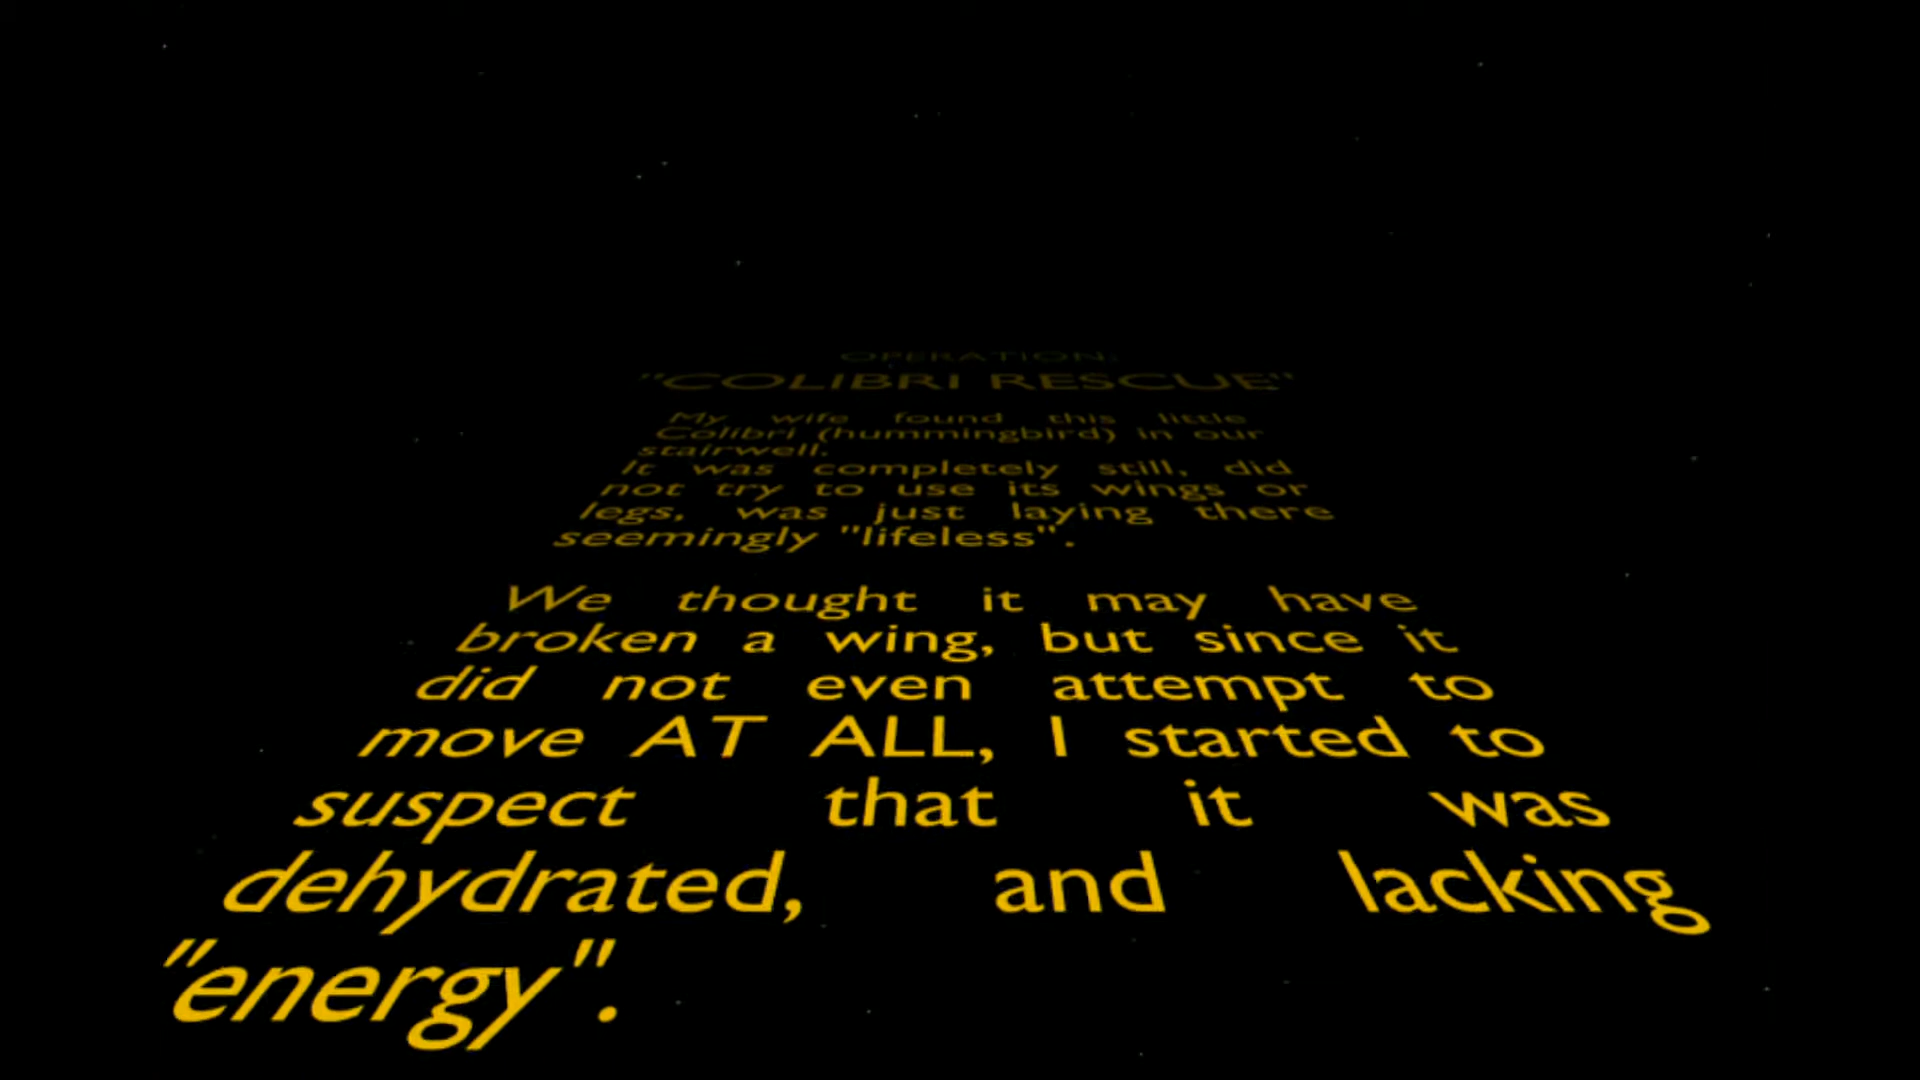 OPERATION:
"COLIBRI RESCUE"
My wife found this little
Colibri (hummingbird) in our
stairwell.
It was completely still, did
not try to use its wings or
legs, was just laying there
seemingly "lifeless".
We thought it may have
broken a wing, but since it
did not even attempt to
move AT ALL, I started to
suspect that it was
dehydrated, and lacking
"energy".